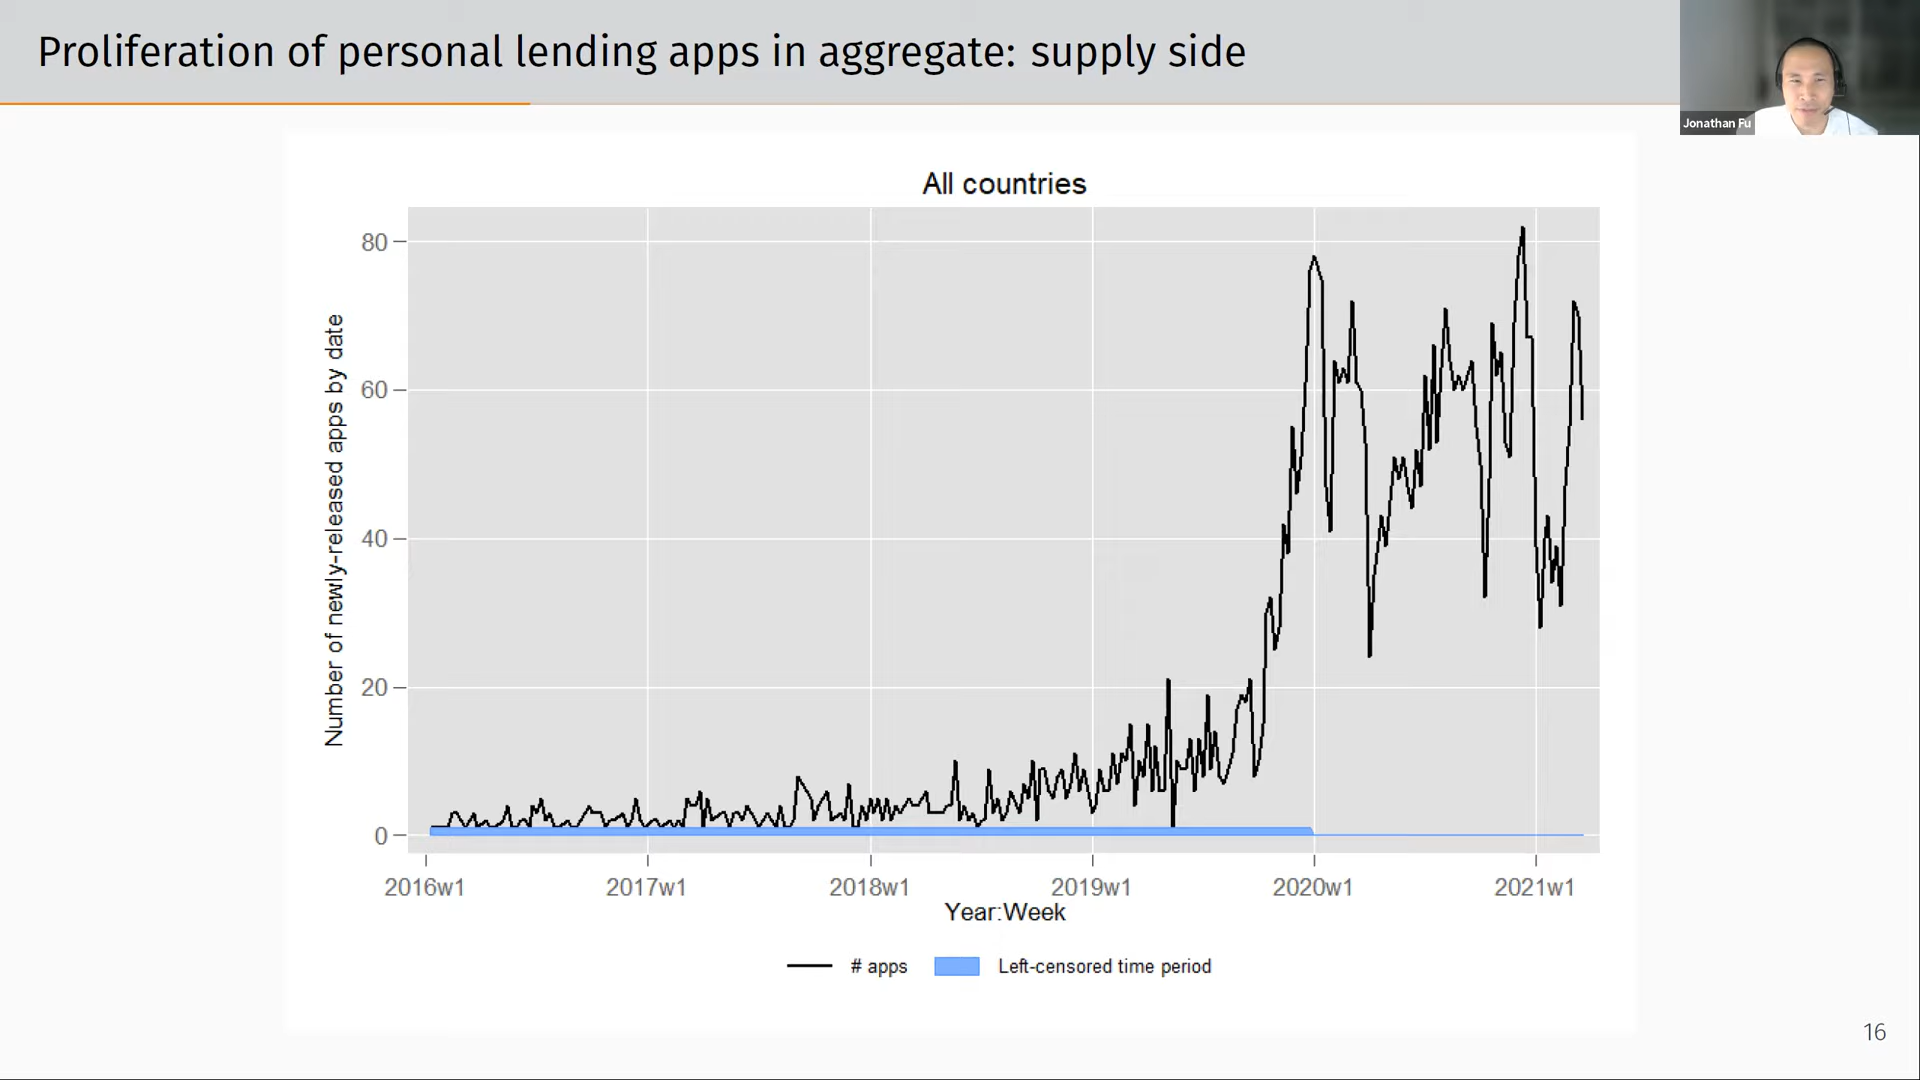 Proliferation of personal lending apps in aggregate: supply side
Jonathan Fu
All countries
Number of newly-released apps by date
80
60
40
20
0
2016w1 2017w1 2018w1 2019w1 2020w1 2021w1
Year:Week
# apps Left-censored time period
16